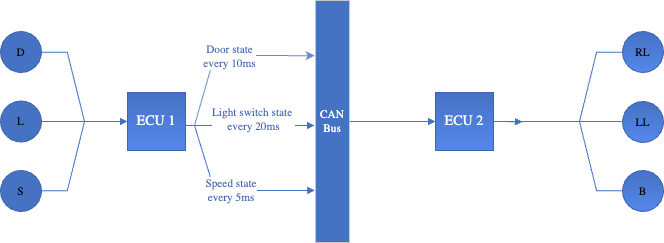 D
L
S
ECU 1
Door state
every 10ms
Light switch state
every 20ms
Speed state
every 5ms
CAN
Bus
ECU 2
RL
LL
B